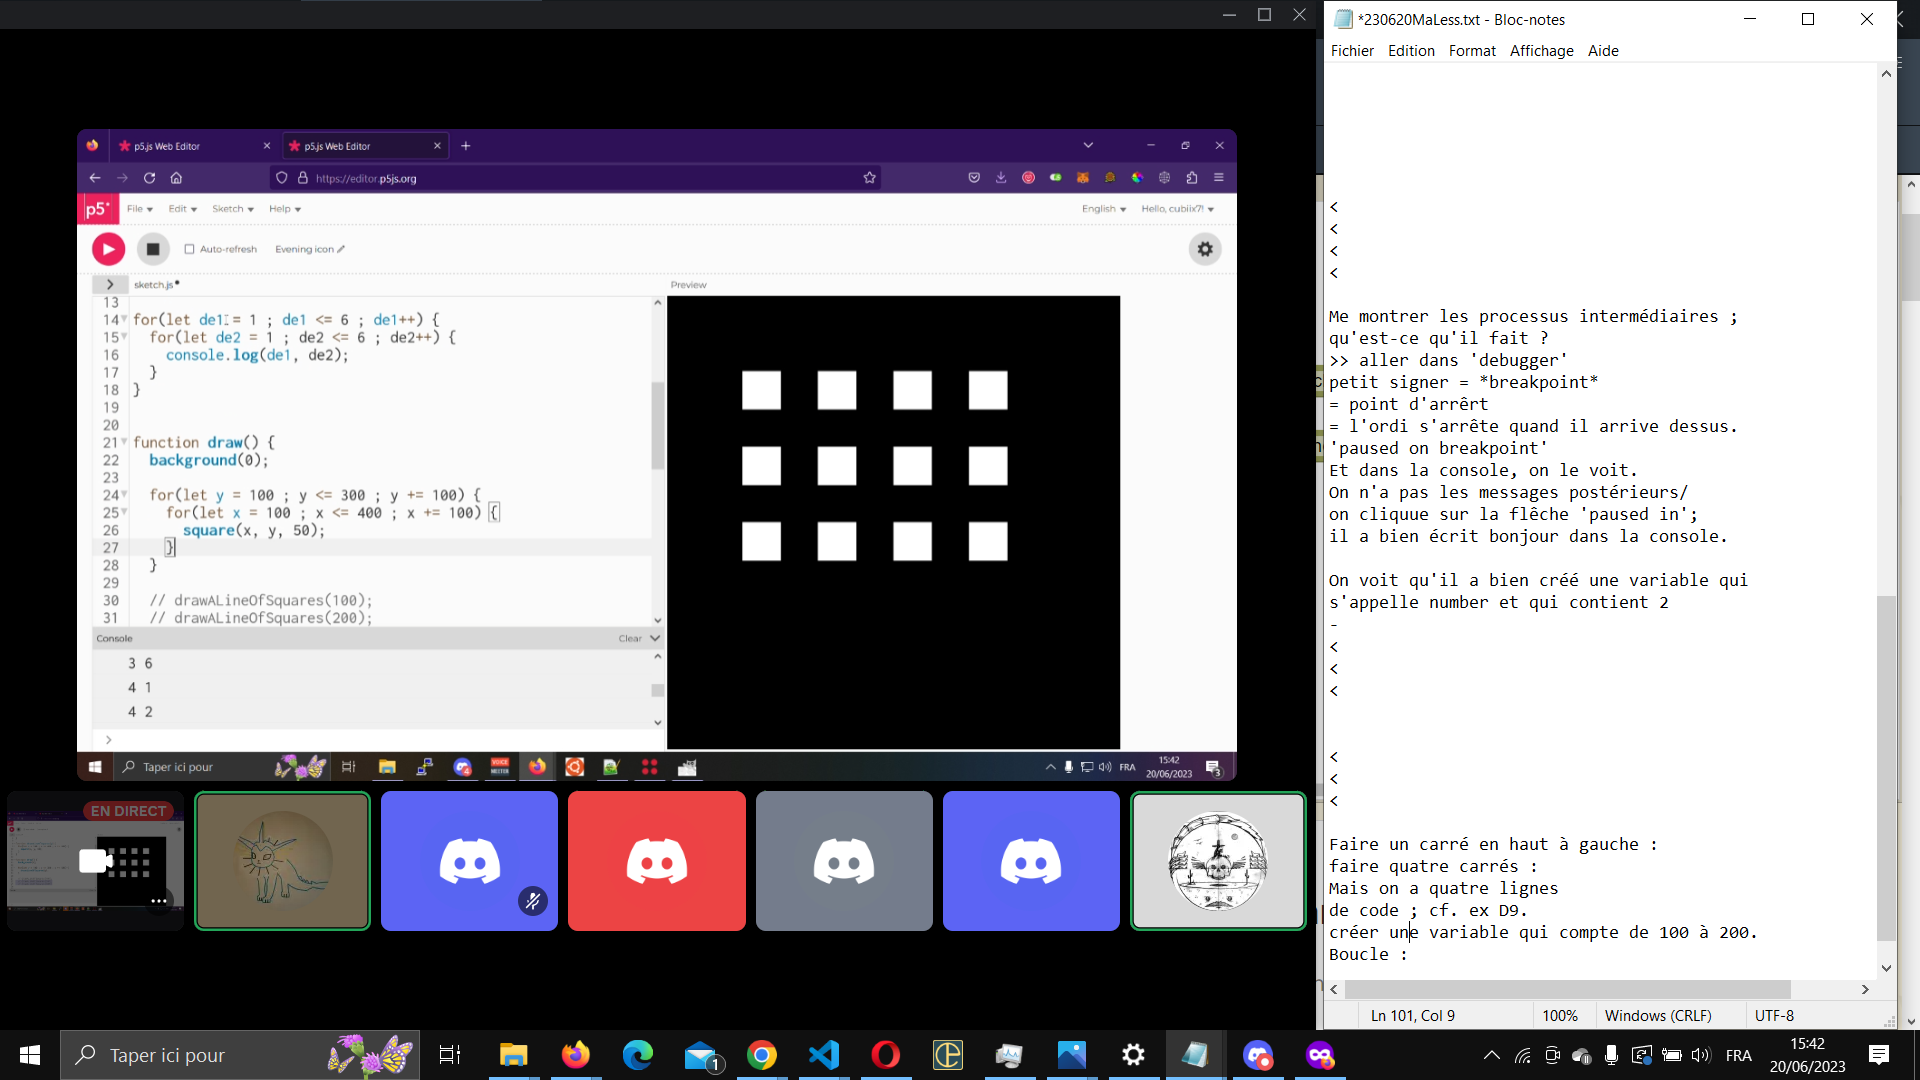 *230620MaLess.txt - Bloc-notes
Fichier Edition Format Affichage Aide
p5.js Web Editor
p5.js Web Editor
https://editor.p5js.org
p5*
File
Edit
Sketch
Help
English
Hello, cubiix7!
Auto-refresh
Evening icon
sketch.js
Preview
13
14 for(let de1 = 1 ; de1 <= 6 ; de1++) {
15 for(let de2 = 1 ; de2 <= 6 ; de2++) {
16 console.log(de1, de2);
17 }
18 }
19
20
21 function draw() {
22 background(0);
23
24 for(let y = 100 ; y <= 300 ; y += 100) {
25 for(let x = 100 ; x <= 400 ; x += 100) {
26 square(x, y, 50);
27 }
28 }
29
30 // drawALineOfSquares(100);
31 // drawALineOfSquares(200);
Console
Clear
3 6
4 1
4 2
>
Taper ici pour
VOICE MEETER
FRA
15:42
20/06/2023
3
EN DIRECT
<
<
<
<
Me montrer les processus intermédiaires ;
qu'est-ce qu'il fait ?
>> aller dans 'debugger'
petit signer = *breakpoint*
= point d'arrêrt
= l'ordi s'arrête quand il arrive dessus.
'paused on breakpoint'
Et dans la console, on le voit.
On n'a pas les messages postérieurs/
on cliquue sur la flêche 'paused in';
il a bien écrit bonjour dans la console.
On voit qu'il a bien créé une variable qui
s'appelle number et qui contient 2
-
<
<
<
<
<
<
Faire un carré en haut à gauche :
faire quatre carrés :
Mais on a quatre lignes
de code ; cf. ex D9.
créer une variable qui compte de 100 à 200.
Boucle :
Ln 101, Col 9
100%
Windows (CRLF)
UTF-8
Taper ici pour
1
FRA
15:42
20/06/2023